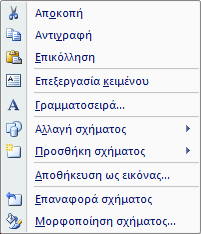 Αποκοπή
Αντιγραφή
Επικόλληση
Επεξεργασία κειμένου
Γραμματοσειρά...
Αλλαγή σχήματος
Προσθήκη σχήματος
Αποθήκευση ως εικόνας...
Επαναφορά σχήματος
Μορφοποίηση σχήματος...